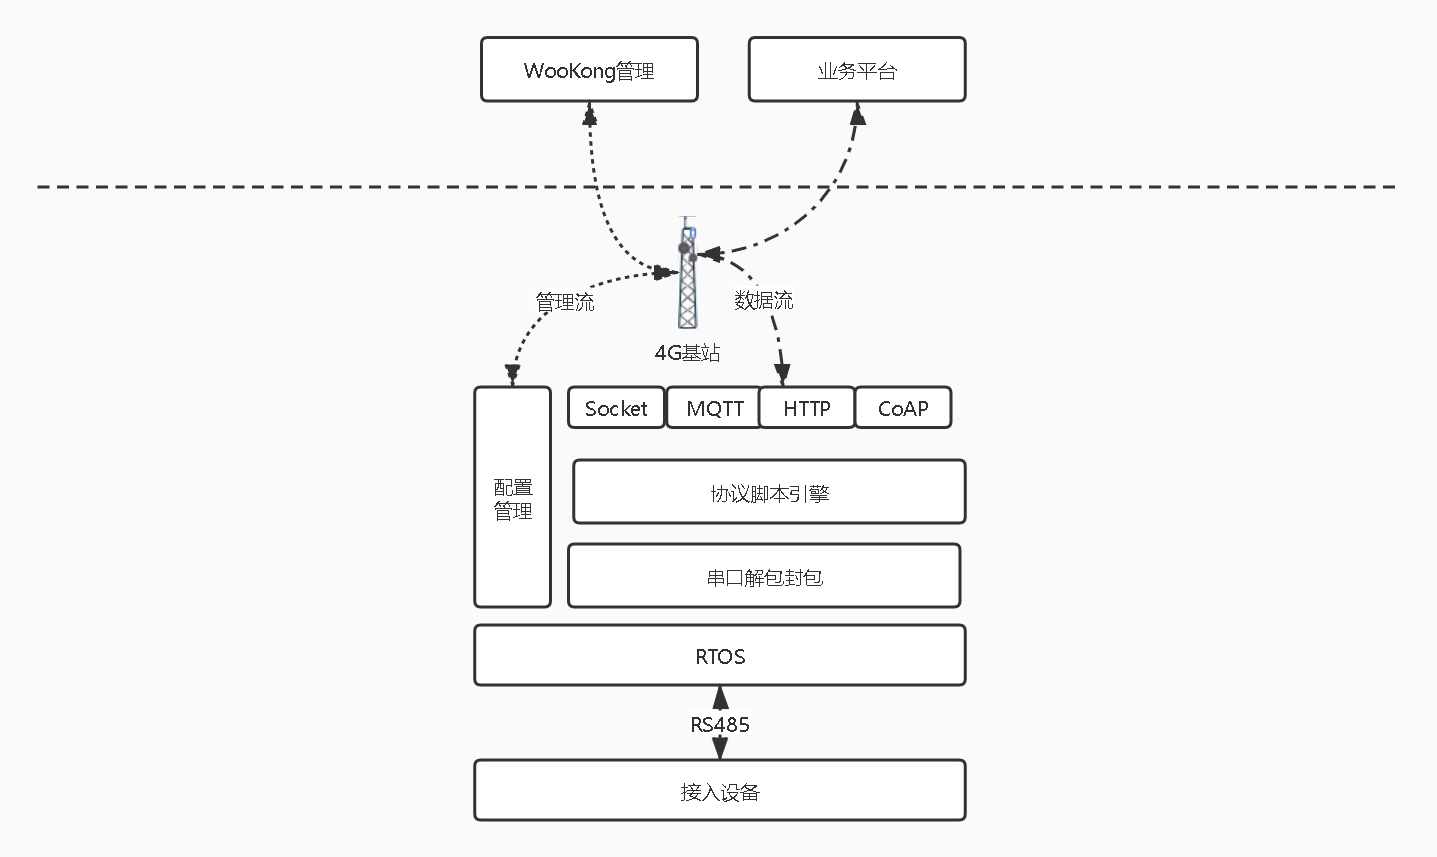 WooKong管理
业务平台
管理流
数据流
4G基站
Socket
MQTT
HTTP
CoAP
配置
管理
协议脚本引擎
串口解包封包
RTOS
RS485
接入设备